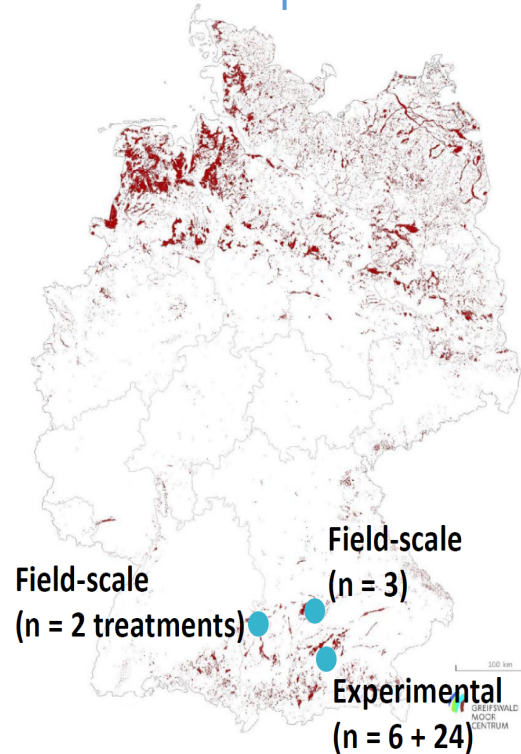 Field-scale
(n = 3)
Field-scale
(n = 2 treatments)
100 km
Experimental
(n = 6 + 24)
GREIFSWALD
MOOR
CENTRUM